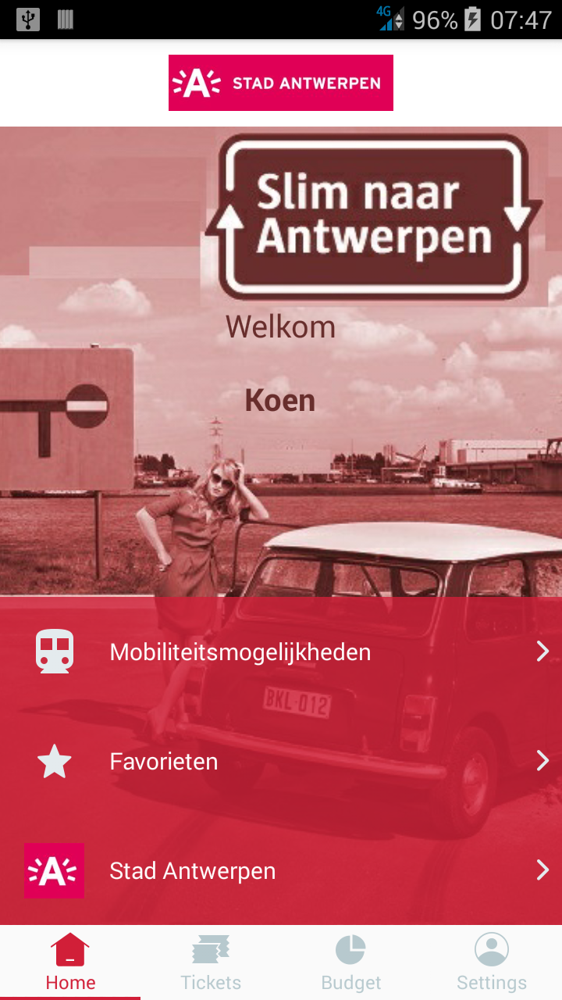 4G 96% 07:47
A STAD ANTWERPEN
Slim naar
Antwerpen
Welkom
Koen
Mobiliteitsmogelijkheden
BKL-012
Favorieten
A Stad Antwerpen
Home Tickets Budget Settings